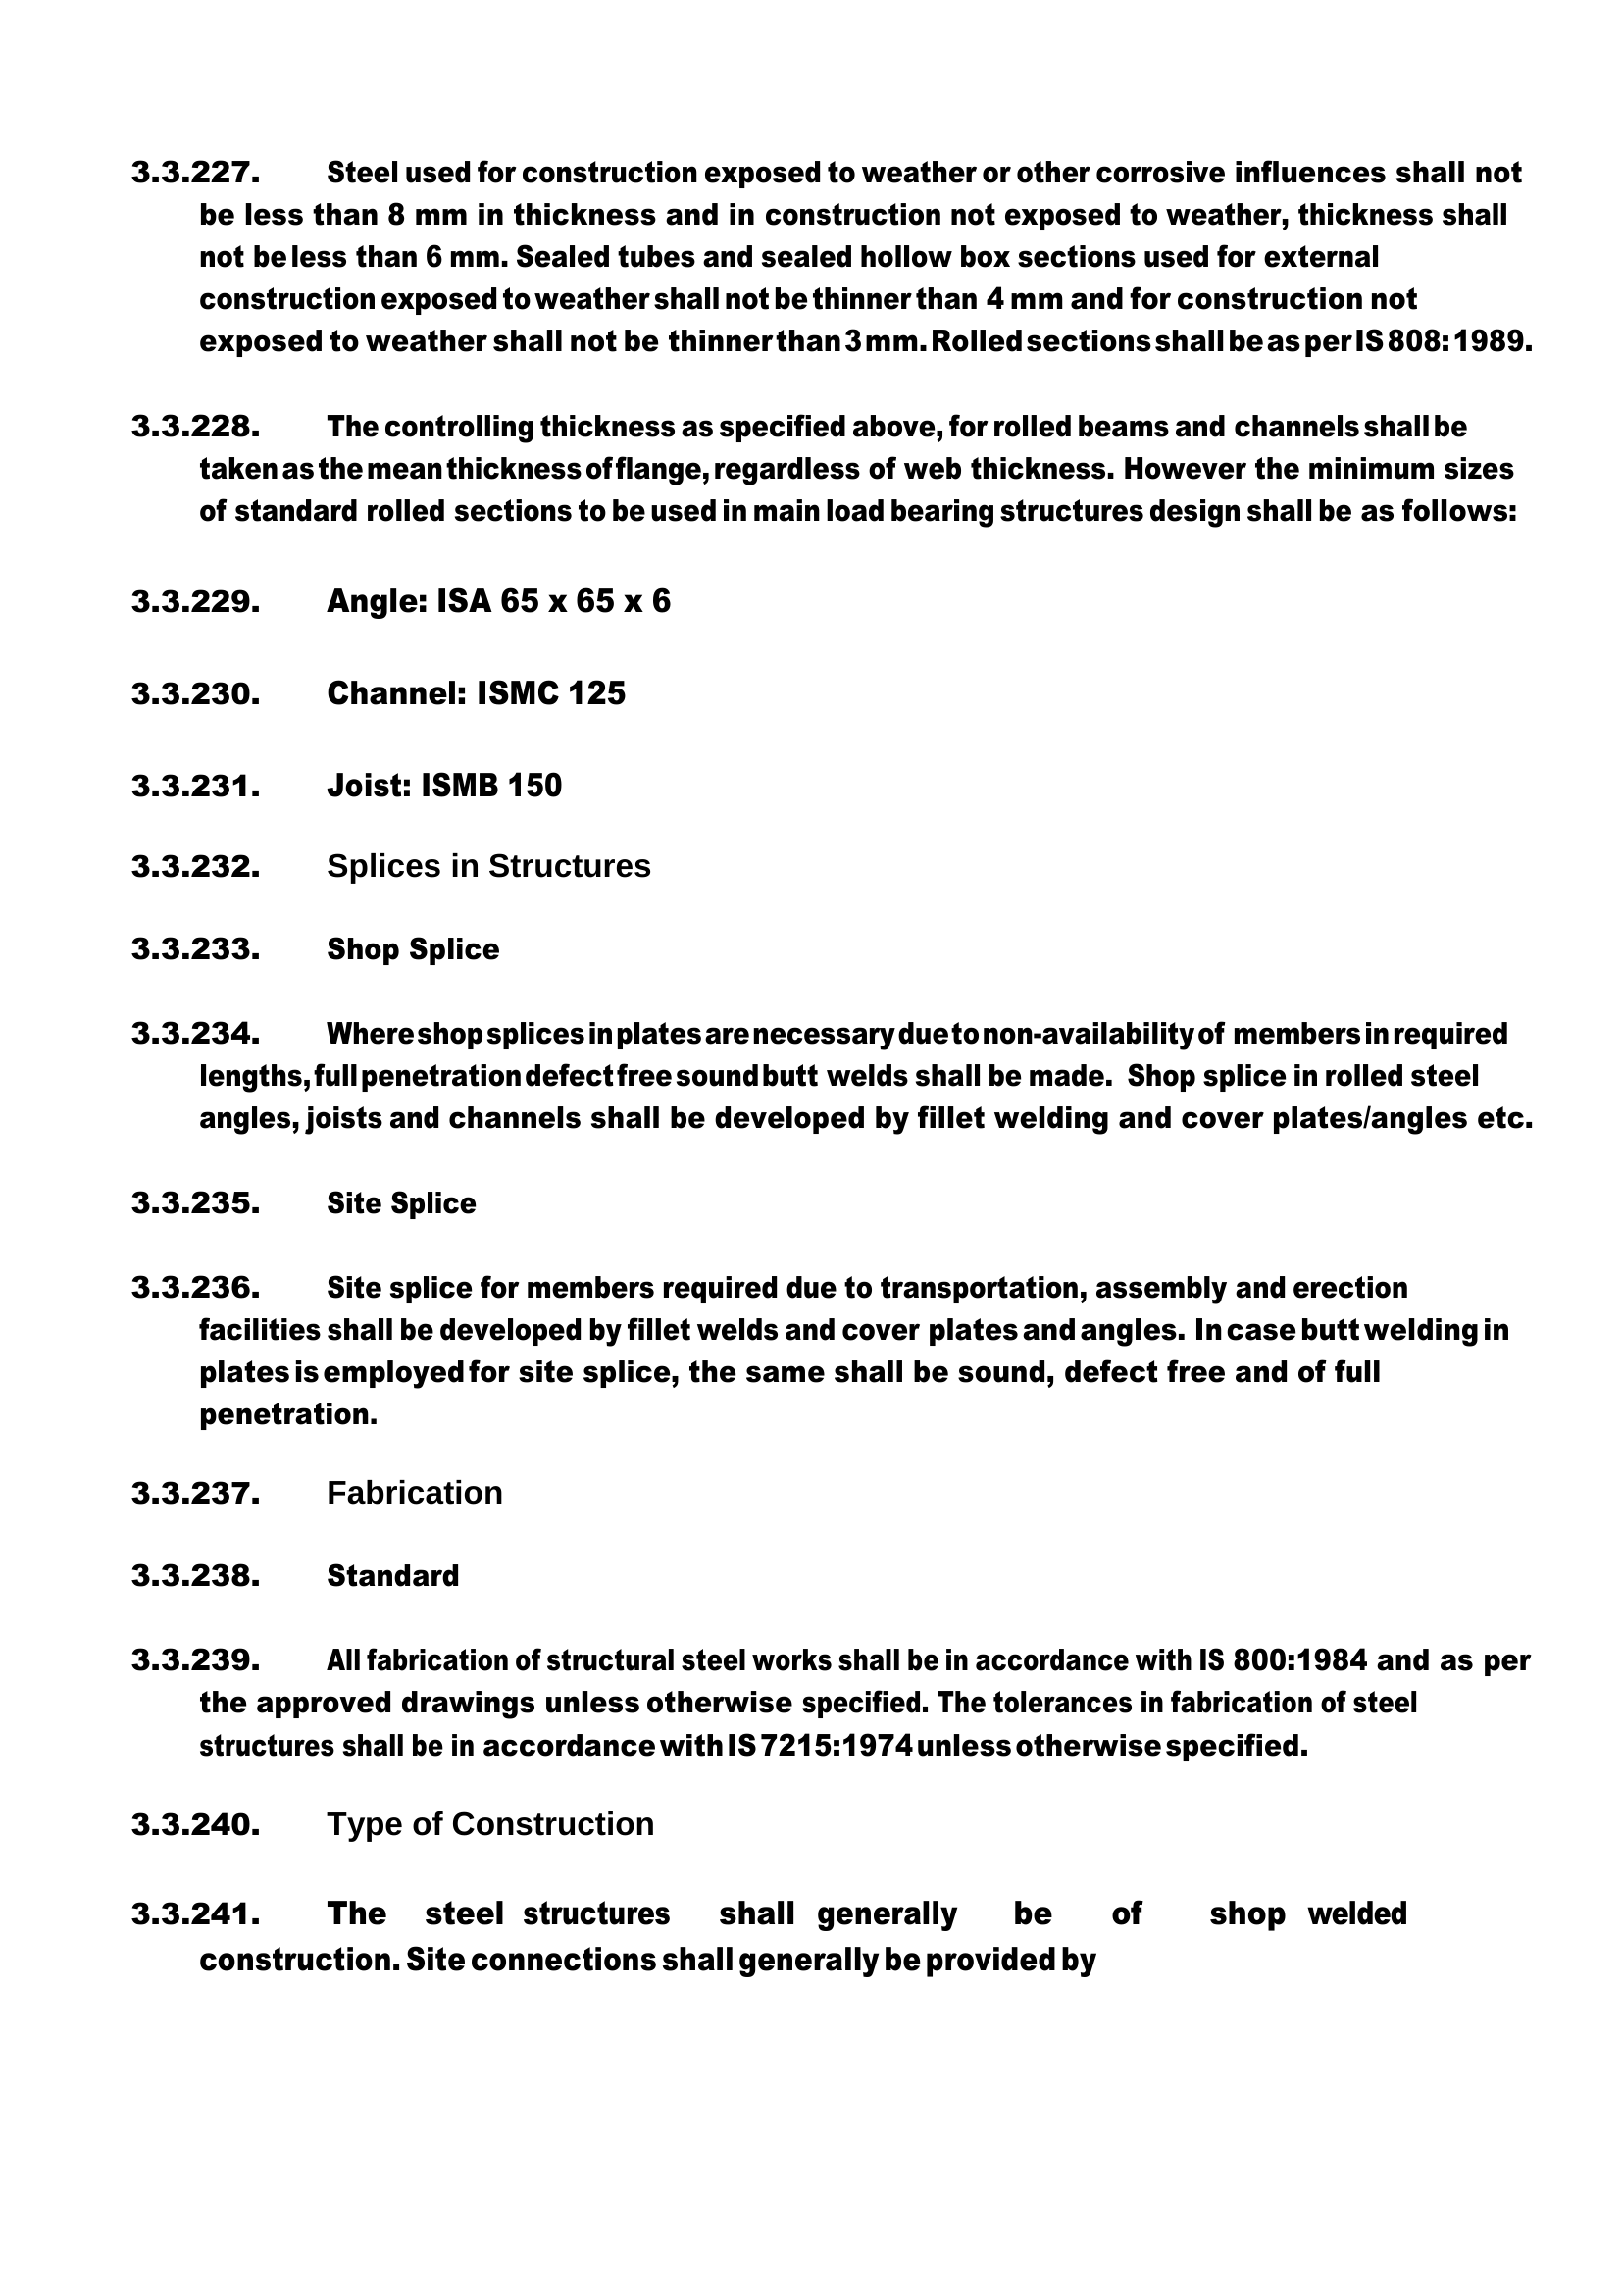 3.3.227. Steel used for construction exposed to weather or other corrosive influences shall not
be less than 8 mm in thickness and in construction not exposed to weather, thickness shall
not be less than 6 mm. Sealed tubes and sealed hollow box sections used for external
construction exposed to weather shall not be thinner than 4 mm and for construction not
exposed to weather shall not be thinner than 3 mm. Rolled sections shall be as per IS 808: 1989.
3.3.228. The controlling thickness as specified above, for rolled beams and channels shall be
taken as the mean thickness of flange, regardless of web thickness. However the minimum sizes
of standard rolled sections to be used in main load bearing structures design shall be as follows:
3.3.229. Angle: ISA 65 x 65 x 6
3.3.230. Channel: ISMC 125
3.3.231. Joist: ISMB 150
3.3.232. Splices in Structures
3.3.233. Shop Splice
3.3.234. Where shop splices in plates are necessary due to non-availability of members in required
lengths, full penetration defect free sound butt welds shall be made. Shop splice in rolled steel
angles, joists and channels shall be developed by fillet welding and cover plates/angles etc.
3.3.235. Site Splice
3.3.236. Site splice for members required due to transportation, assembly and erection
facilities shall be developed by fillet welds and cover plates and angles. In case butt welding in
plates is employed for site splice, the same shall be sound, defect free and of full
penetration.
3.3.237. Fabrication
3.3.238. Standard
3.3.239. All fabrication of structural steel works shall be in accordance with IS 800:1984 and as per
the approved drawings unless otherwise specified. The tolerances in fabrication of steel
structures shall be in accordance with IS 7215:1974 unless otherwise specified.
3.3.240. Type of Construction
3.3.241. The steel structures shall generally be of shop welded
construction. Site connections shall generally be provided by